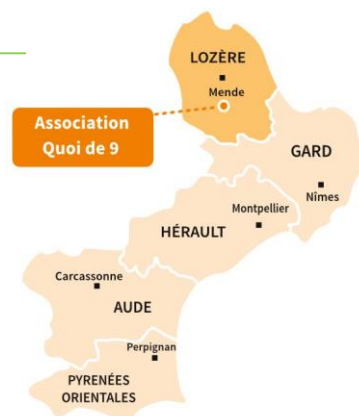 LOZÈRE
Mende
Association
Quoi de 9
GARD
Nîmes
Montpellier
HÉRAULT
Carcassonne
AUDE
Perpignan
PYRENÉES
ORIENTALES